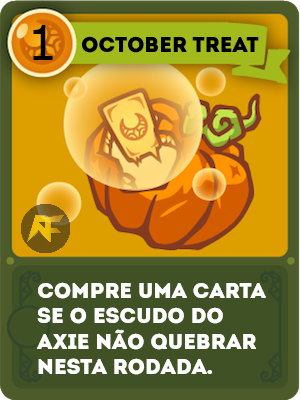 1
OCTOBER TREAT
COMPRE UMA CARTA
SE O ESCUDO DO
AXIE NÃO QUEBRAR
NESTA RODADA.